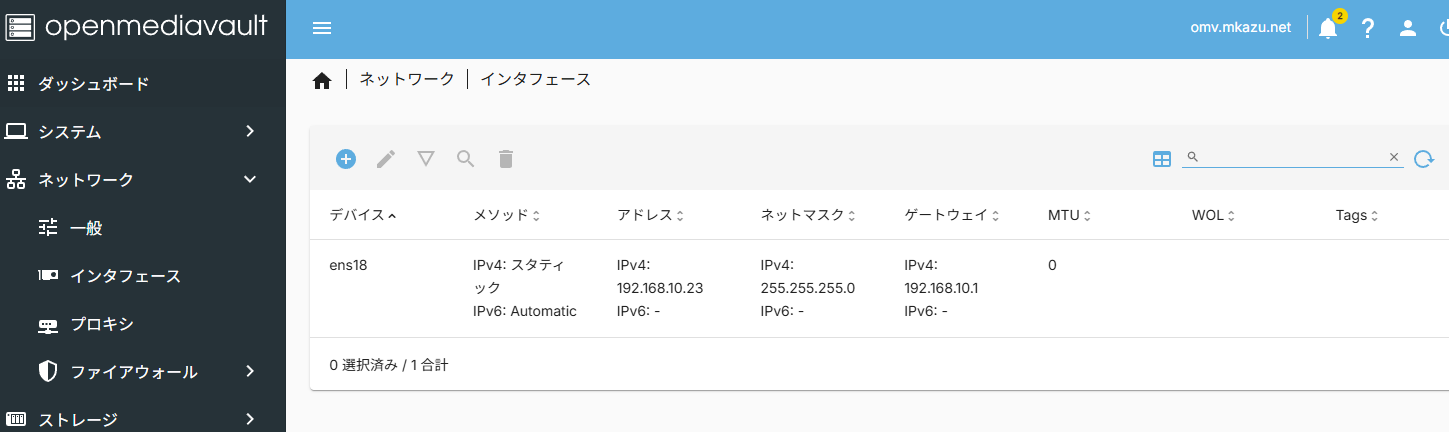 openmediavault
omv.mkazu.net
2
ダッシュボード
システム
ネットワーク
一般
インタフェース
プロキシ
ファイアウォール
ストレージ
ネットワーク | インタフェース
デバイス メソッド アドレス ネットマスク ゲートウェイ MTU WOL Tags
ens18 IPv4: スタティ IPv4: IPv4: IPv4: 0
ック 192.168.10.23 255.255.255.0 192.168.10.1
IPv6: Automatic IPv6: - IPv6: - IPv6: -
0 選択済み / 1 合計